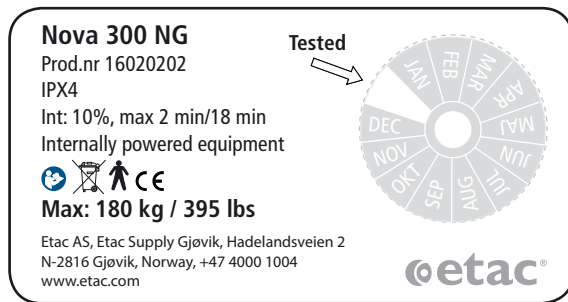 Nova 300 NG
Prod.nr 16020202
IPX4
Int: 10%, max 2 min/18 min
Internally powered equipment
CE
Max: 180 kg / 395 lbs
Etac AS, Etac Supply Gjøvik, Hadelandsveien 2
N-2816 Gjøvik, Norway, +47 4000 1004
www.etac.com
Tested
JAN
FEB
MAR
APR
MAJ
JUN
JUL
AUG
SEP
OKT
NOV
DEC
etac®